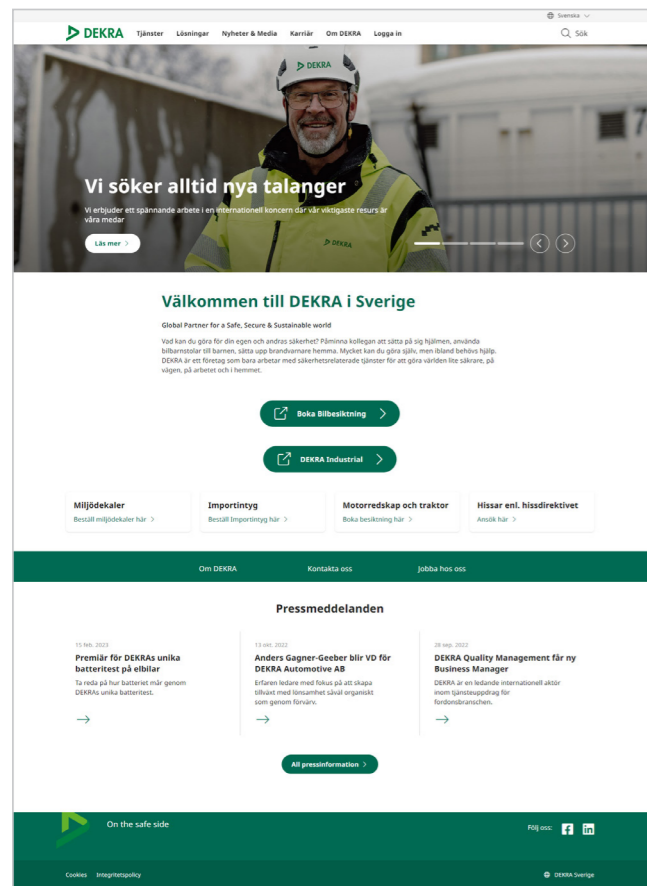 Svenska
DEKRA Tjänster Lösningar Nyheter & Media Karriär Om DEKRA Logga in Sök
DEKRA
Vi söker alltid nya talanger
Vi erbjuder ett spännande arbete i en internationell koncern där vår viktigaste resurs är
våra medar
DEKRA
Läs mer
Välkommen till DEKRA i Sverige
Global Partner for a Safe, Secure & Sustainable world
Vad kan du göra för din egen och andras säkerhet? Påminna kollegan att sätta på sig hjälmen, använda
bilbarnstolar till barnen, sätta upp brandvarnare hemma. Mycket kan du göra själv, men ibland behövs hjälp.
DEKRA är ett företag som bara arbetar med säkerhetsrelaterade tjänster för att göra världen lite säkrare, på
vägen, på arbetet och i hemmet.
Boka Bilbesiktning
DEKRA Industrial
Miljödekaler
Beställ miljödekaler här
Importintyg
Beställ Importintyg här
Motorredskap och traktor
Boka besiktning här
Hissar enl. hissdirektivet
Ansök här
Om DEKRA Kontakta oss Jobba hos oss
Pressmeddelanden
15 feb. 2023
Premiär för DEKRAs unika
batteritest på elbilar
Ta reda på hur batteriet mår genom
DEKRAs unika batteritest.
13 okt. 2022
Anders Gagner-Geeber blir VD för
DEKRA Automotive AB
Erfaren ledare med fokus på att skapa
tillväxt med lönsamhet såväl organiskt
som genom förvärv.
28 sep. 2022
DEKRA Quality Management får ny
Business Manager
DEKRA är en ledande internationell aktör
inom tjänsteuppdrag för
fordonsbranschen.
All pressinformation
On the safe side
Följ oss:
Cookies Integritetspolicy DEKRA Sverige